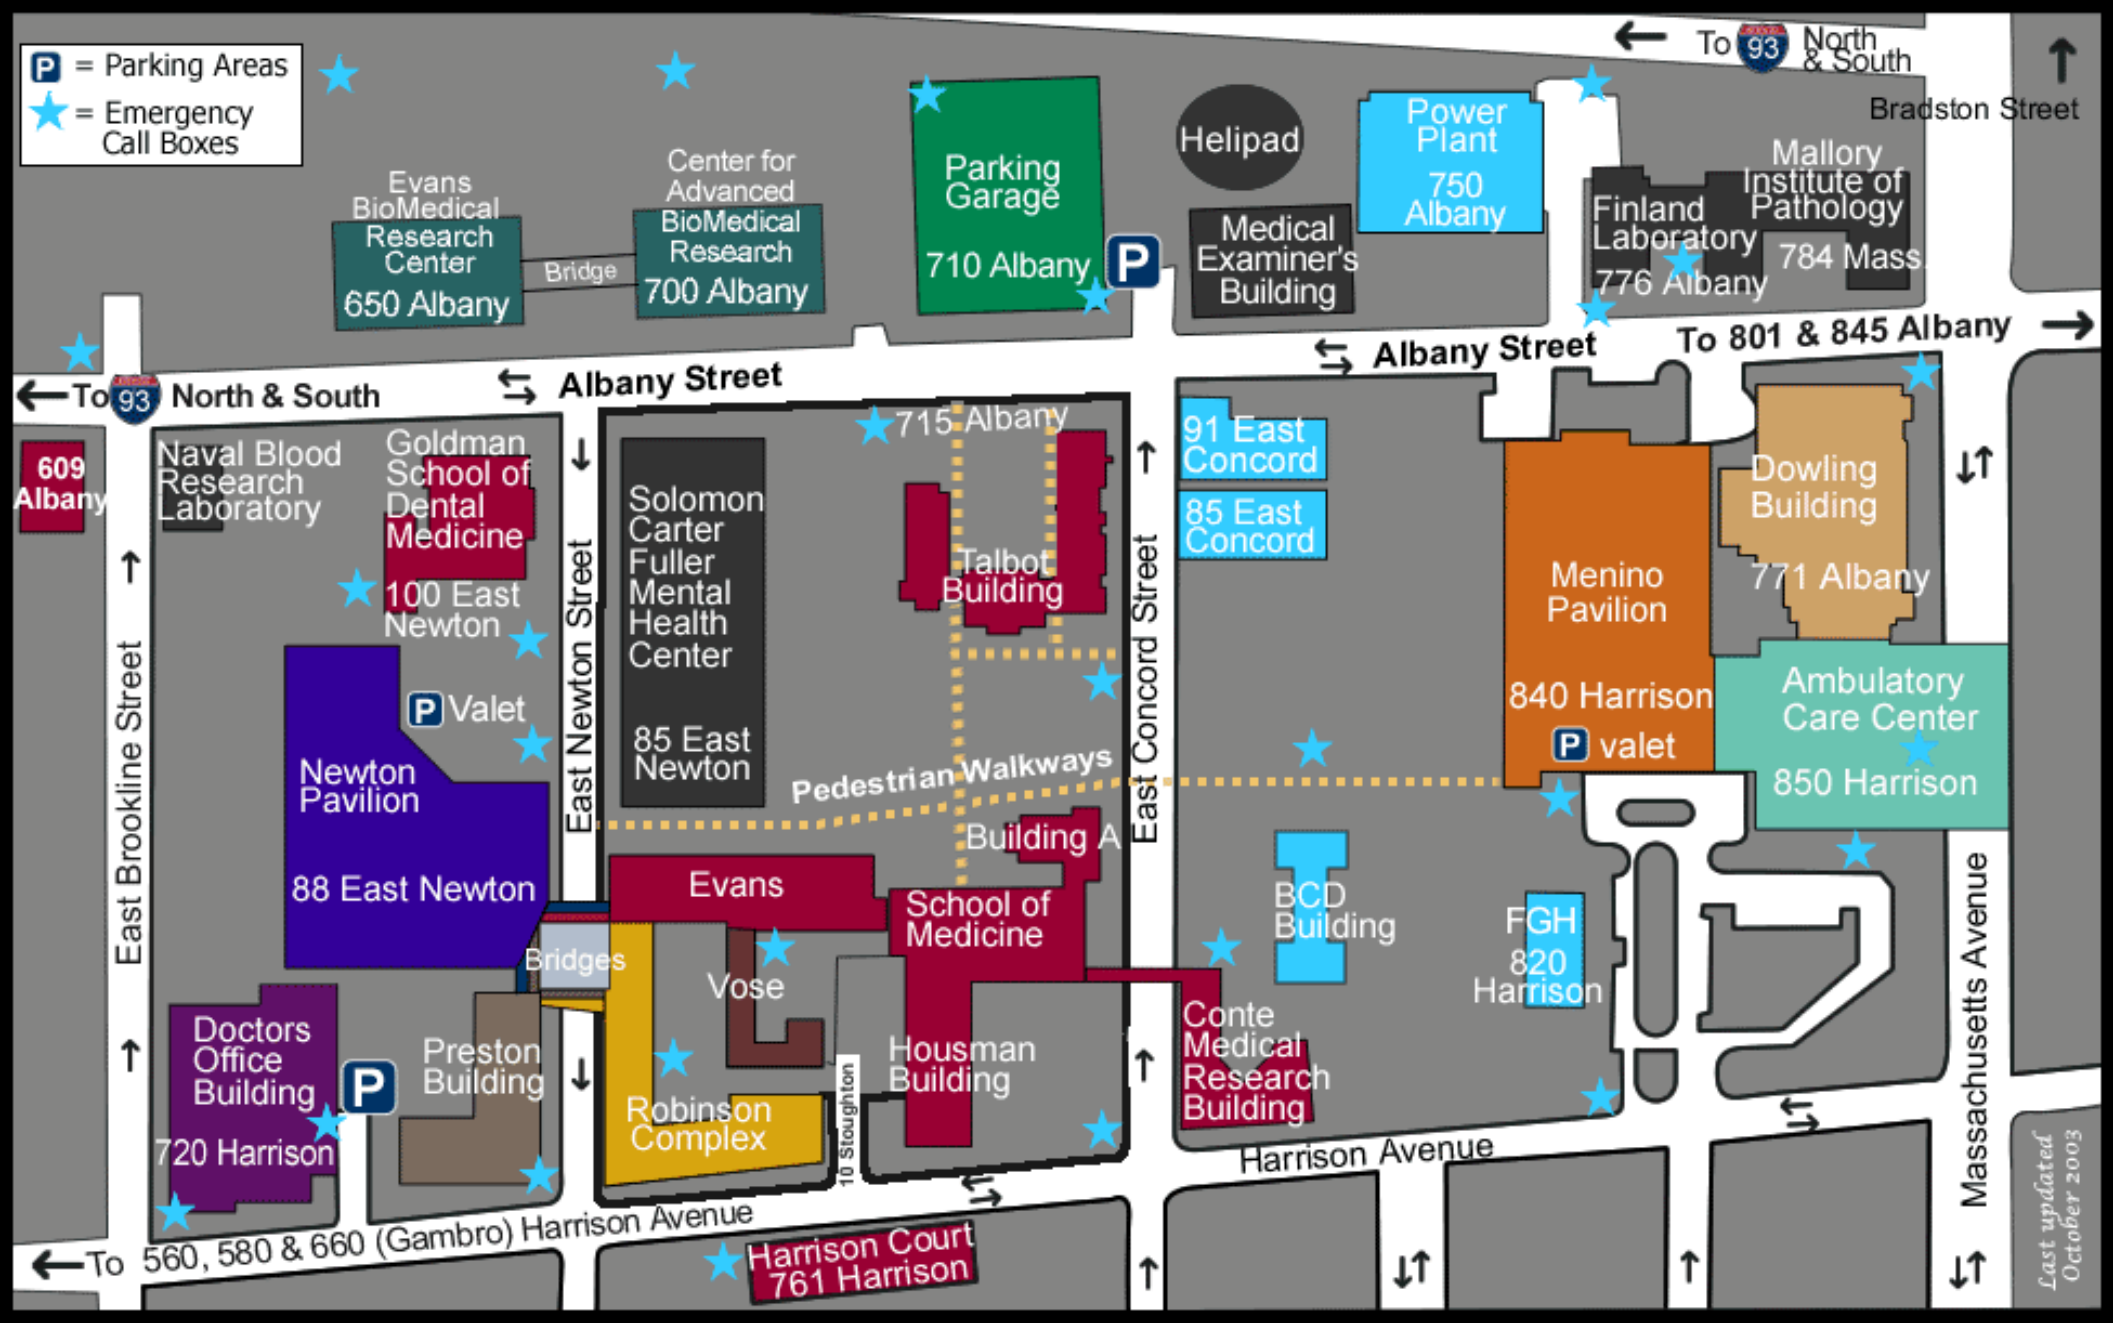 P = Parking Areas
= Emergency
Call Boxes
To 93 North
& South
Bradston Street
Evans
BioMedical
Research
Center
650 Albany
Bridge
Center for
Advanced
BioMedical
Research
700 Albany
Parking
Garage
710 Albany
P
Helipad
Medical
Examiner's
Building
Power
Plant
750
Albany
Finland
Laboratory
776 Albany
Mallory
Institute of
Pathology
784 Mass.
To 93 North & South
Albany Street
Albany Street
To 801 & 845 Albany
609
Albany
Naval Blood
Research
Laboratory
Goldman
School of
Dental
Medicine
100 East
Newton
East Brookline Street
East Newton Street
Solomon
Carter
Fuller
Mental
Health
Center
85 East
Newton
715 Albany
Talbot
Building
East Concord Street
91 East
Concord
85 East
Concord
Menino
Pavilion
840 Harrison
P valet
Dowling
Building
771 Albany
Ambulatory
Care Center
850 Harrison
P Valet
Newton
Pavilion
88 East Newton
Pedestrian Walkways
Building A
Evans
School of
Medicine
Bridges
Vose
BCD
Building
FGH
820
Harrison
Doctors
Office
Building
720 Harrison
P
Preston
Building
Robinson
Complex
10 Stoughton
Housman
Building
Conte
Medical
Research
Building
Massachusetts Avenue
Harrison Avenue
To 560, 580 & 660 (Gambro) Harrison Avenue
Harrison Court
761 Harrison
Last updated
October 2003